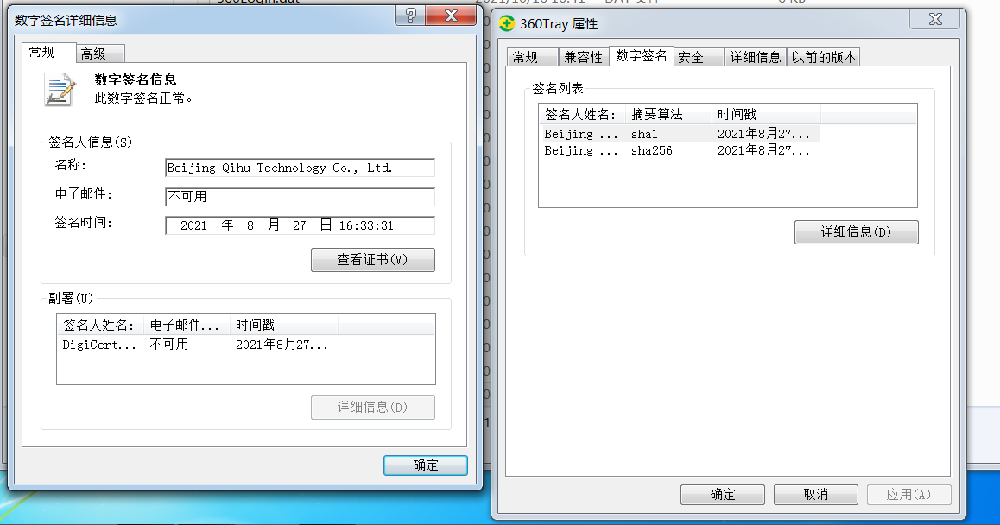 数字签名详细信息
常规
高级
数字签名信息
此数字签名正常。
签名人信息(S)
名称:
Beijing Qihu Technology Co., Ltd.
电子邮件:
不可用
签名时间:
2021 年 8 月 27 日 16:33:31
查看证书(V)
副署(U)
签名人姓名: 电子邮件... 时间戳
DigiCert... 不可用 2021年8月27...
详细信息(D)
确定
360Tray 属性
常规 兼容性 数字签名 安全 详细信息 以前的版本
签名列表
签名人姓名: 摘要算法 时间戳
Beijing ... sha1 2021年8月27...
Beijing ... sha256 2021年8月27...
详细信息(D)
确定 取消 应用(A)